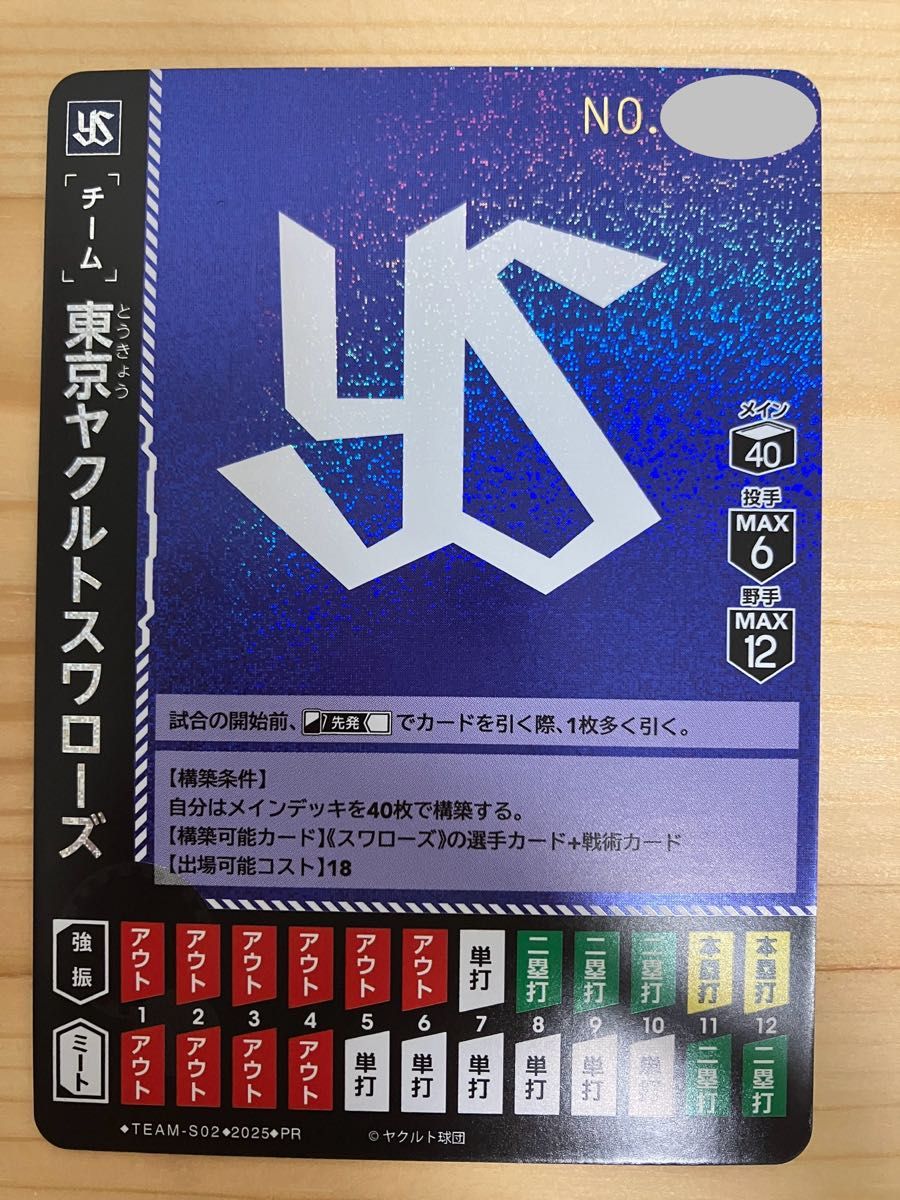 NO.
YS
[チーム]
とうきょう
東京ヤクルトスワローズ
YS
メイン
40
投手
MAX
6
野手
MAX
12
試合の開始前、先発でカードを引く際、1枚多く引く。
【構築条件】
自分はメインデッキを40枚で構築する。
【構築可能カード】《スワローズ》の選手カード+戦術カード
【出場可能コスト】18
強振 アウト アウト アウト アウト アウト アウト 単打 二塁打 二塁打 二塁打 本塁打 本塁打
1 2 3 4 5 6 7 8 9 10 11 12
ミート アウト アウト アウト アウト 単打 単打 単打 単打 単打 単打 二塁打 二塁打
◆TEAM-S02◆2025◆PR ©ヤクルト球団